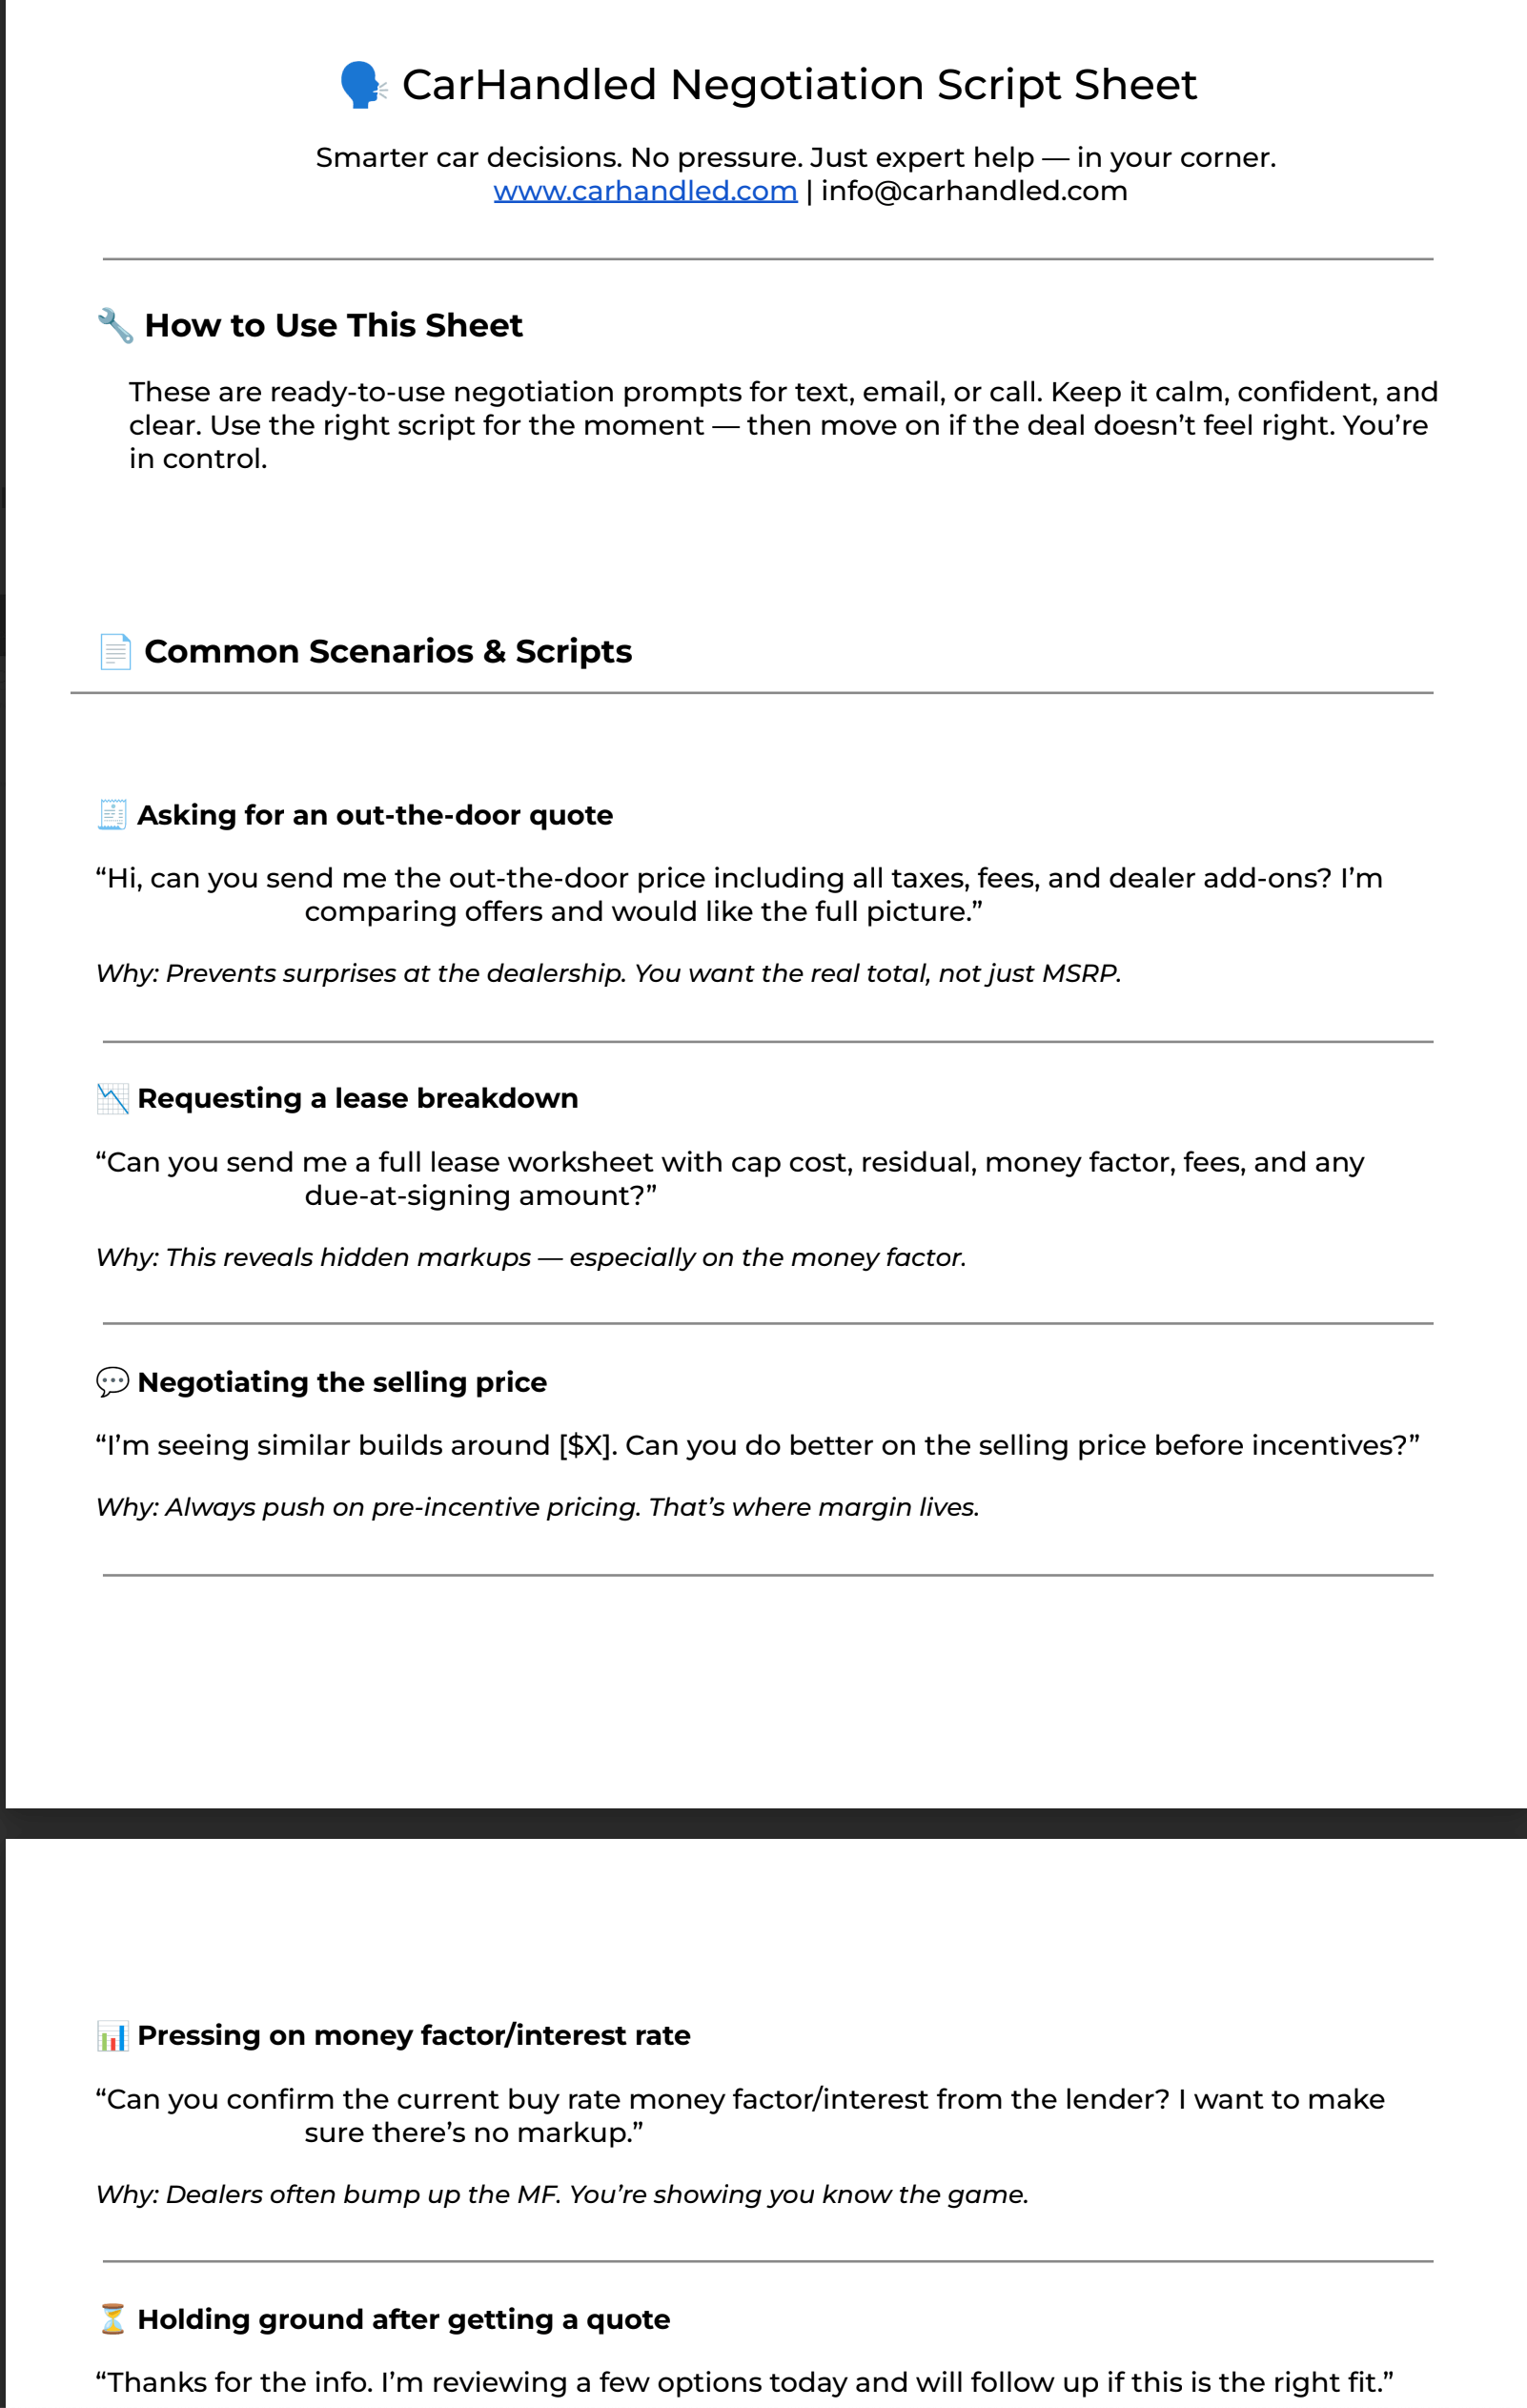 🗣️ CarHandled Negotiation Script Sheet
Smarter car decisions. No pressure. Just expert help — in your corner.
www.carhandled.com | info@carhandled.com
🔧 How to Use This Sheet
These are ready-to-use negotiation prompts for text, email, or call. Keep it calm, confident, and
clear. Use the right script for the moment — then move on if the deal doesn’t feel right. You’re
in control.
📄 Common Scenarios & Scripts
🧾 Asking for an out-the-door quote
“Hi, can you send me the out-the-door price including all taxes, fees, and dealer add-ons? I’m
comparing offers and would like the full picture.”
Why: Prevents surprises at the dealership. You want the real total, not just MSRP.
📉 Requesting a lease breakdown
“Can you send me a full lease worksheet with cap cost, residual, money factor, fees, and any
due-at-signing amount?”
Why: This reveals hidden markups — especially on the money factor.
💬 Negotiating the selling price
“I’m seeing similar builds around [$X]. Can you do better on the selling price before incentives?”
Why: Always push on pre-incentive pricing. That’s where margin lives.
📊 Pressing on money factor/interest rate
“Can you confirm the current buy rate money factor/interest from the lender? I want to make
sure there’s no markup.”
Why: Dealers often bump up the MF. You’re showing you know the game.
⏳ Holding ground after getting a quote
“Thanks for the info. I’m reviewing a few options today and will follow up if this is the right fit.”